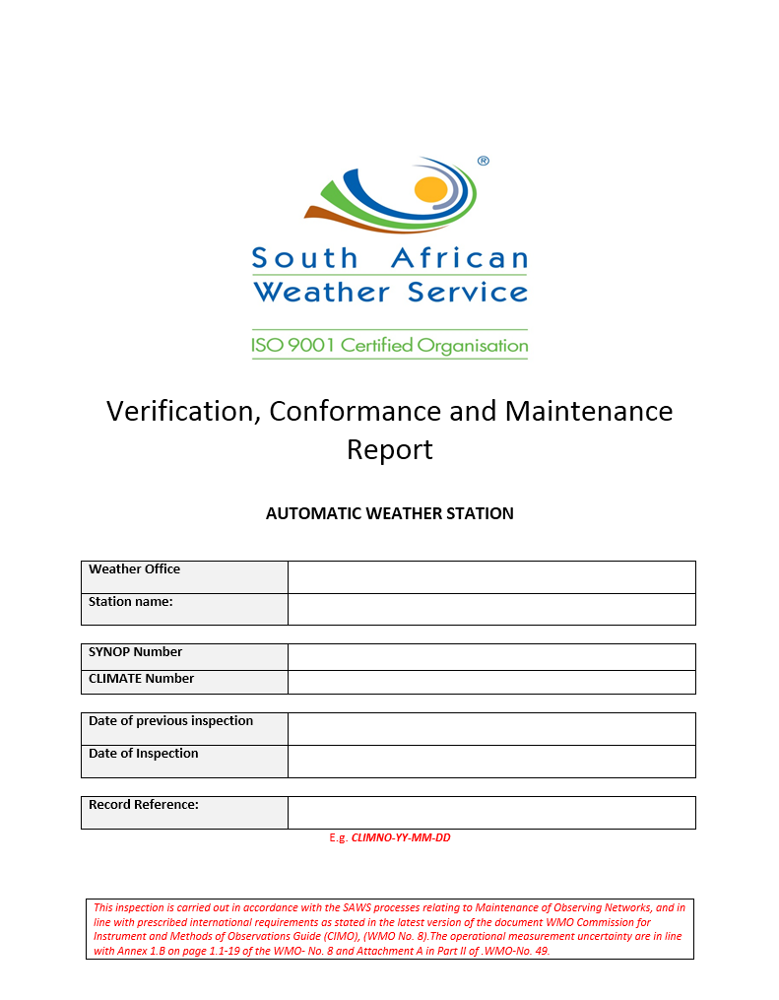 ®
South African
Weather Service
ISO 9001 Certified Organisation
Verification, Conformance and Maintenance
Report
AUTOMATIC WEATHER STATION
Weather Office
Station name:
SYNOP Number
CLIMATE Number
Date of previous inspection
Date of Inspection
Record Reference:
E.g. CLIMNO-YY-MM-DD
This inspection is carried out in accordance with the SAWS processes relating to Maintenance of Observing Networks, and in
line with prescribed international requirements as stated in the latest version of the document WMO Commission for
Instrument and Methods of Observations Guide (CIMO), (WMO No. 8).The operational measurement uncertainty are in line
with Annex 1.B on page 1.1-19 of the WMO- No. 8 and Attachment A in Part II of .WMO-No. 49.